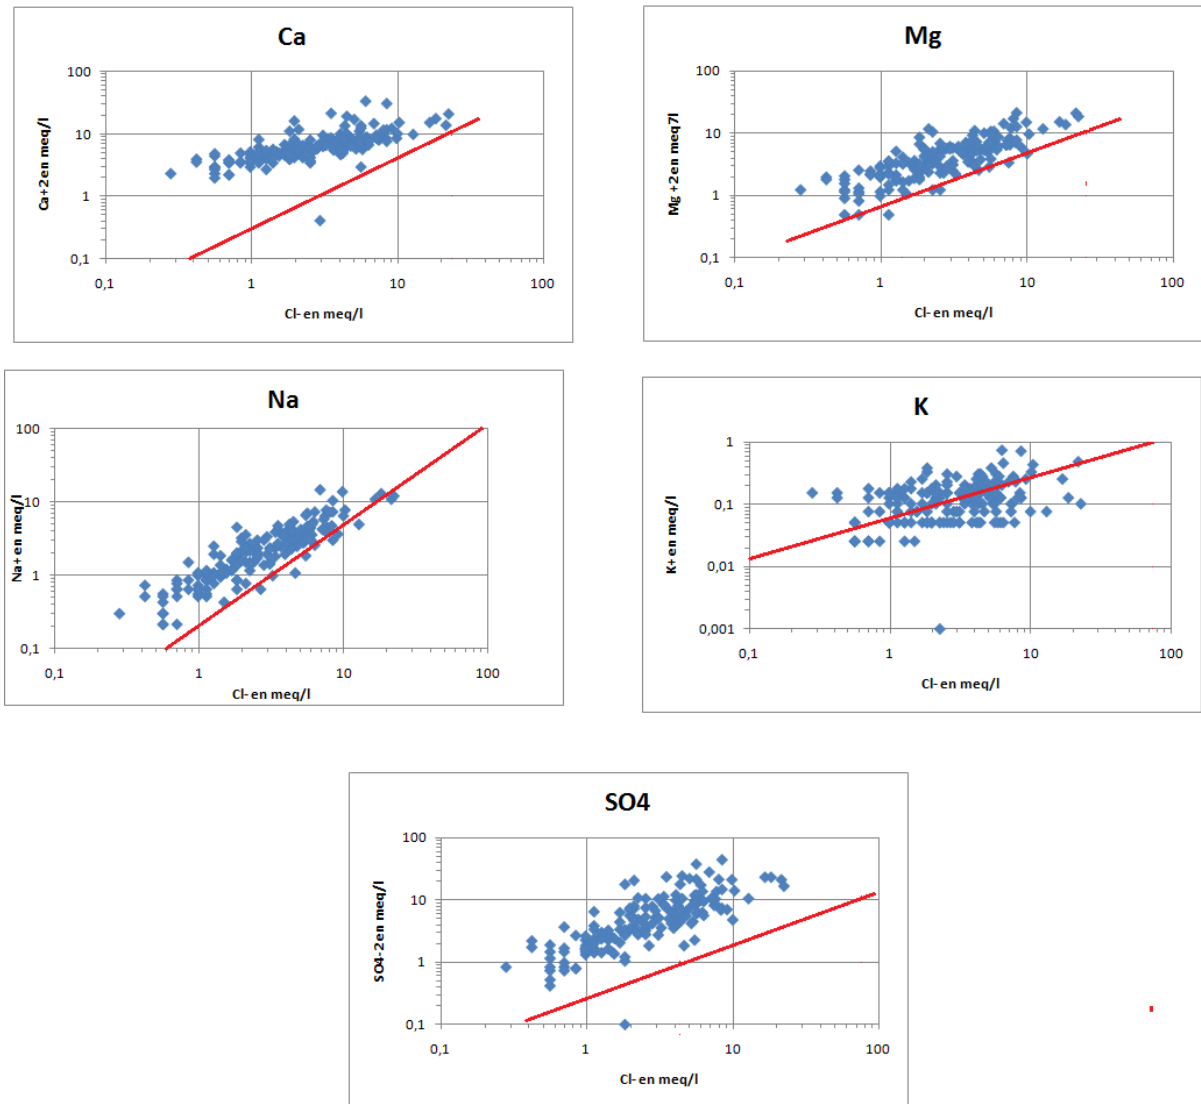 Ca
100
10
1
0,1
0,1 1 10 100
Ca+2en meq/l
Cl- en meq/l
Mg
100
10
1
0,1
0,1 1 10 100
Mg +2en meq7l
Cl- en meq/l
Na
100
10
1
0,1
0,1 1 10 100
Na+ en meq/l
Cl- en meq/l
K
1
0,1
0,01
0,001
0,1 1 10 100
K+ en meq/l
Cl- en meq/l
SO4
100
10
1
0,1
0,1 1 10 100
SO4-2 en meq/l
Cl- en meq/l